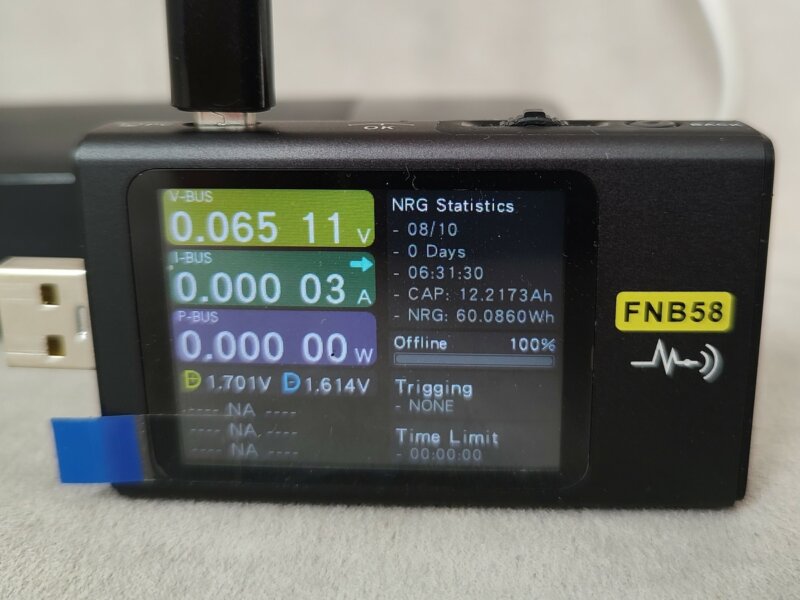 OK
BACK
V-BUS
0.065 11 V
I-BUS
0.000 03 A
P-BUS
0.000 00 W
D 1.701V D 1.614V
---- NA ----
---- NA ----
---- NA ----
NRG Statistics
- 08/10
- 0 Days
- 06:31:30
- CAP: 12.2173Ah
- NRG: 60.0860Wh
Offline 100%
Trigging
- NONE
Time Limit
- 00:00:00
FNB58